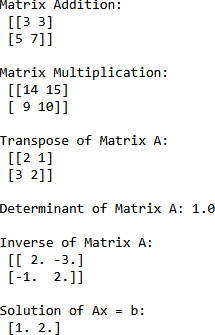 Matrix Addition:
[[3 3]
[5 7]]
Matrix Multiplication:
[[14 15]
[ 9 10]]
Transpose of Matrix A:
[[2 1]
[3 2]]
Determinant of Matrix A: 1.0
Inverse of Matrix A:
[[ 2. -3.]
[-1.  2.]]
Solution of Ax = b:
[1. 2.]